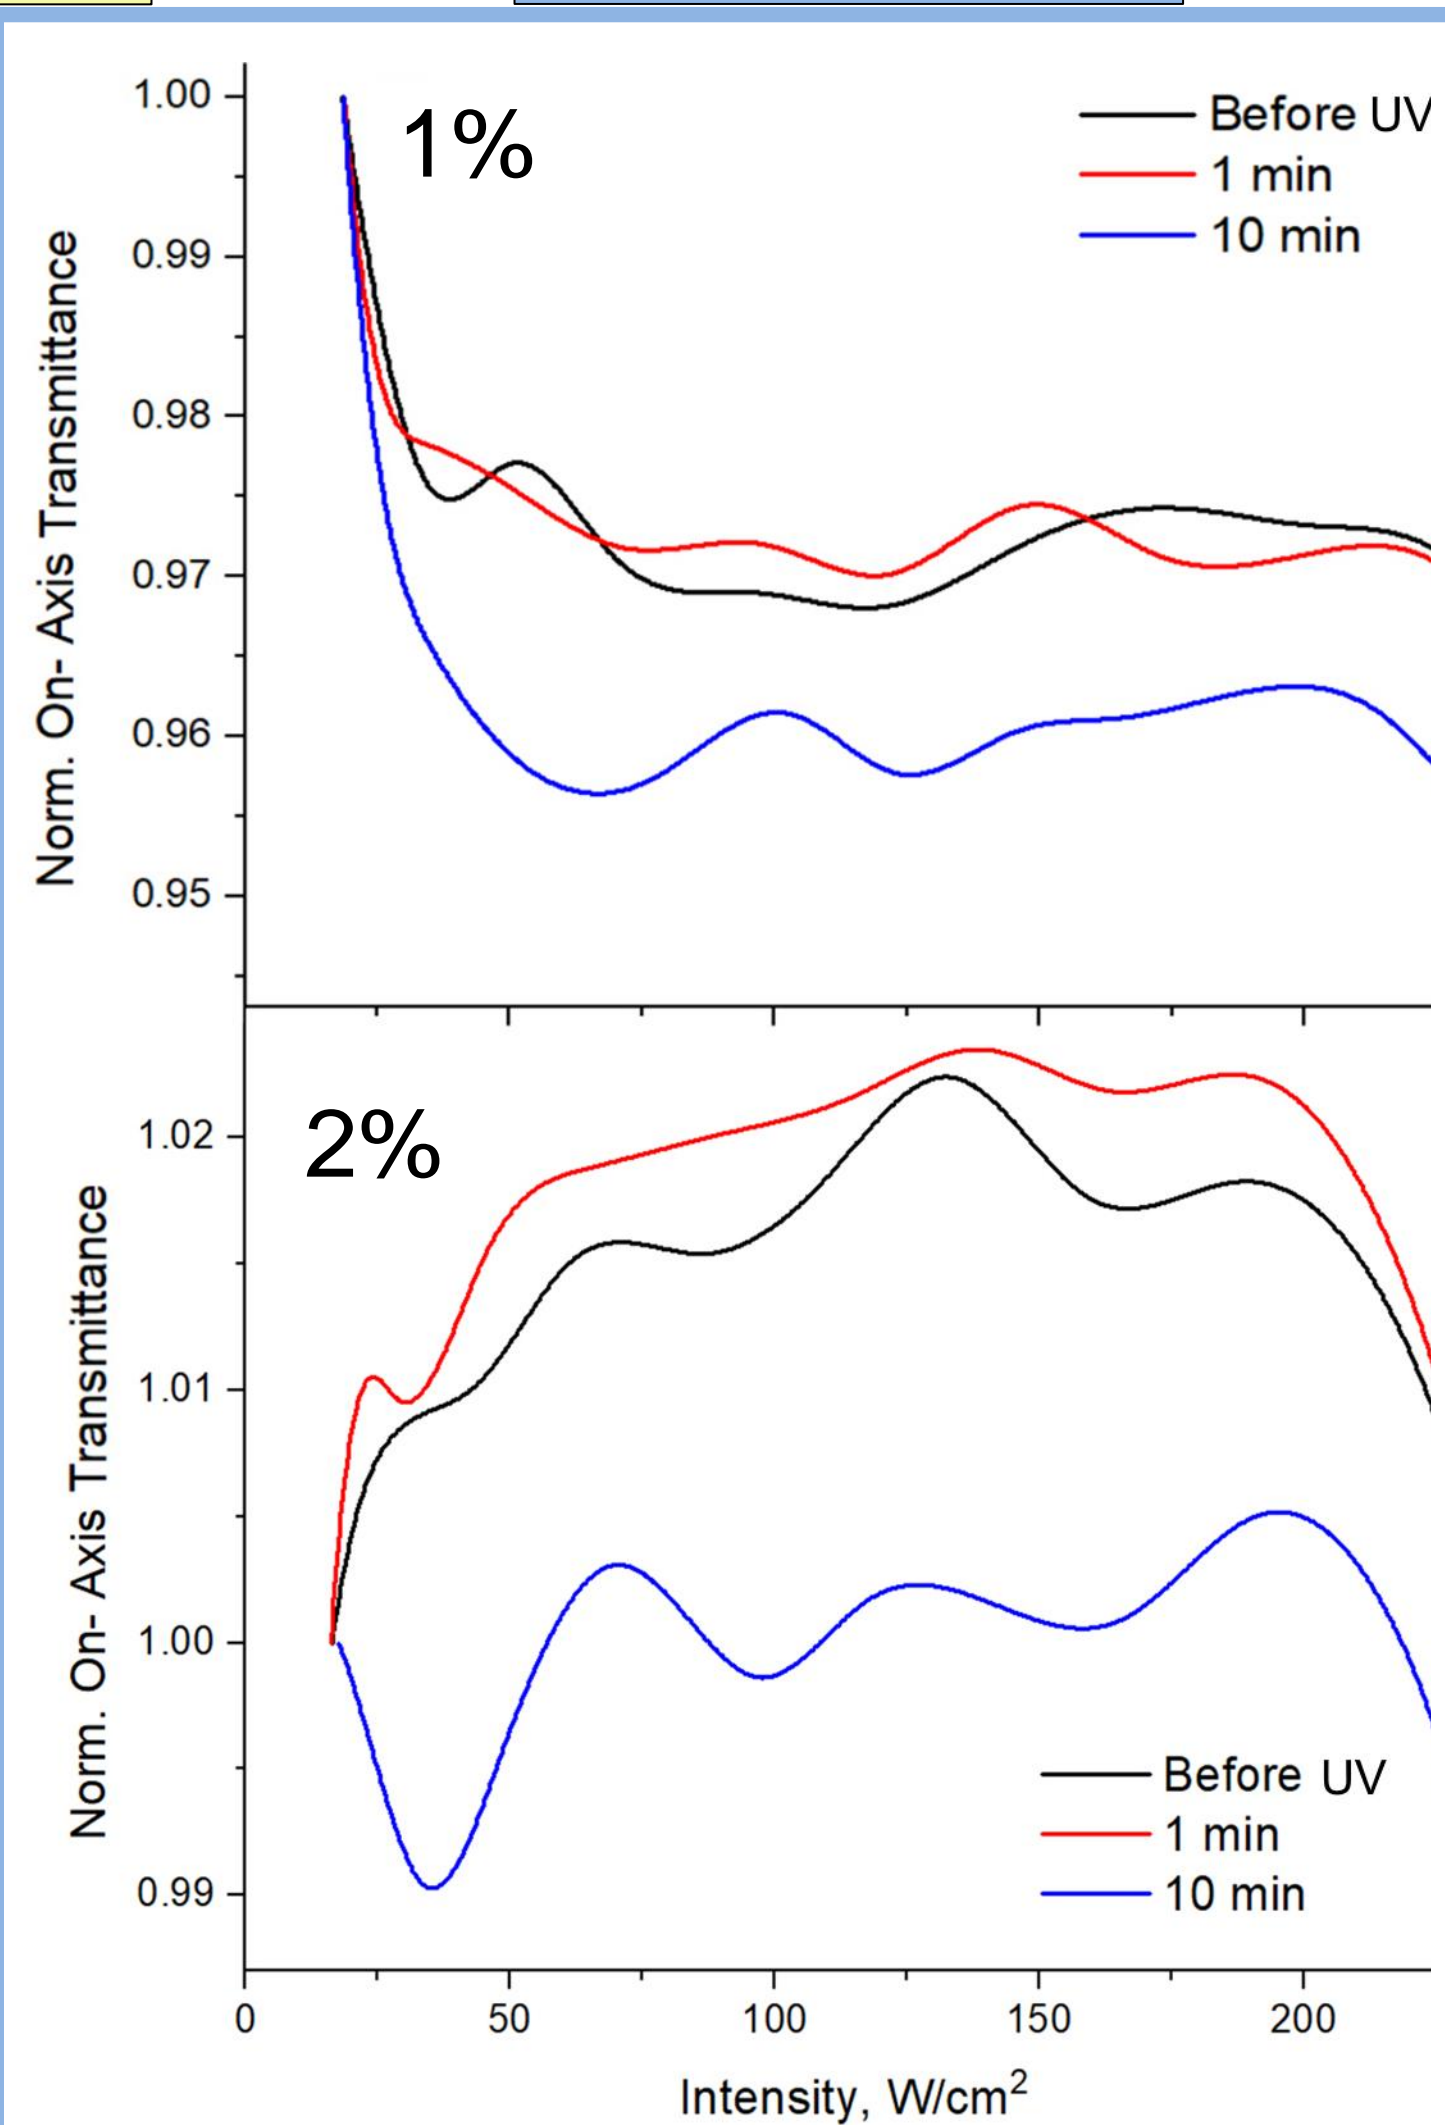 1.00
0.99
0.98
0.97
0.96
0.95
Norm. On- Axis Transmittance
1%
Before UV
1 min
10 min
1.02
1.01
1.00
0.99
Norm. On- Axis Transmittance
2%
Before UV
1 min
10 min
0 50 100 150 200
Intensity, W/cm²